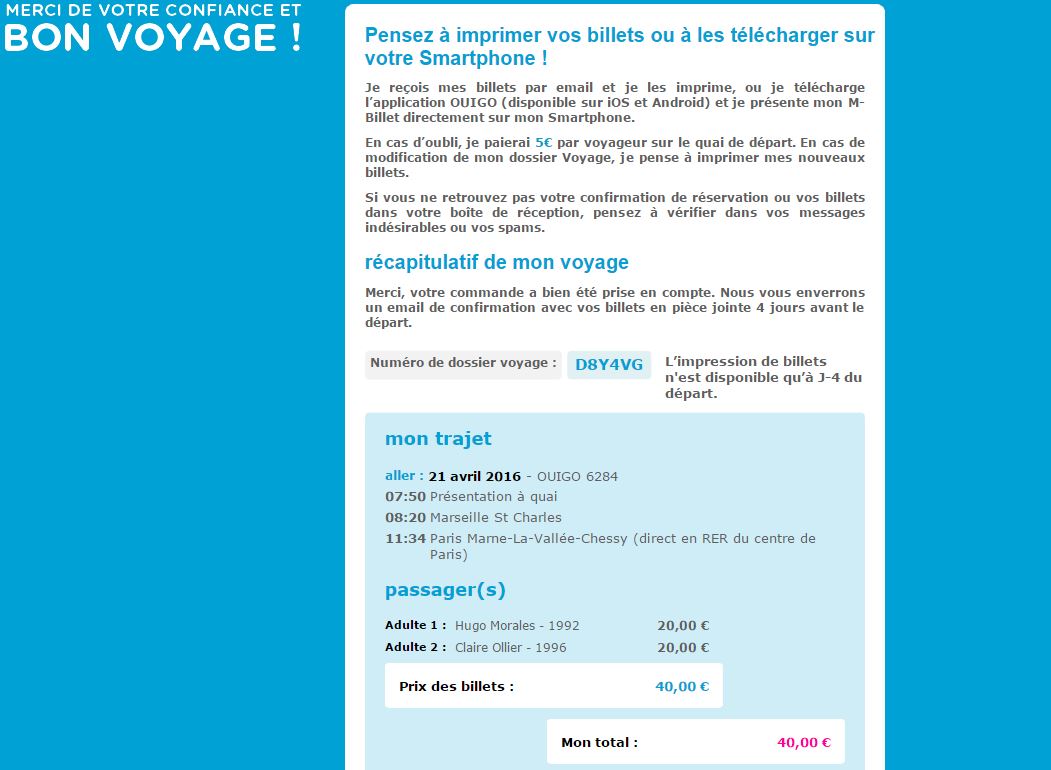 MERCI DE VOTRE CONFIANCE ET
BON VOYAGE !
Pensez à imprimer vos billets ou à les télécharger sur
votre Smartphone !
Je reçois mes billets par email et je les imprime, ou je télécharge
l’application OUIGO (disponible sur iOS et Android) et je présente mon M-
Billet directement sur mon Smartphone.
En cas d’oubli, je paierai 5€ par voyageur sur le quai de départ. En cas de
modification de mon dossier Voyage, je pense à imprimer mes nouveaux
billets.
Si vous ne retrouvez pas votre confirmation de réservation ou vos billets
dans votre boîte de réception, pensez à vérifier dans vos messages
indésirables ou vos spams.
récapitulatif de mon voyage
Merci, votre commande a bien été prise en compte. Nous vous enverrons
un email de confirmation avec vos billets en pièce jointe 4 jours avant le
départ.
Numéro de dossier voyage : D8Y4VG
L’impression de billets
n'est disponible qu’à J-4 du
départ.
mon trajet
aller : 21 avril 2016 - OUIGO 6284
07:50 Présentation à quai
08:20 Marseille St Charles
11:34 Paris Marne-La-Vallée-Chessy (direct en RER du centre de
Paris)
passager(s)
Adulte 1 : Hugo Morales - 1992 20,00 €
Adulte 2 : Claire Ollier - 1996 20,00 €
Prix des billets : 40,00 €
Mon total : 40,00 €